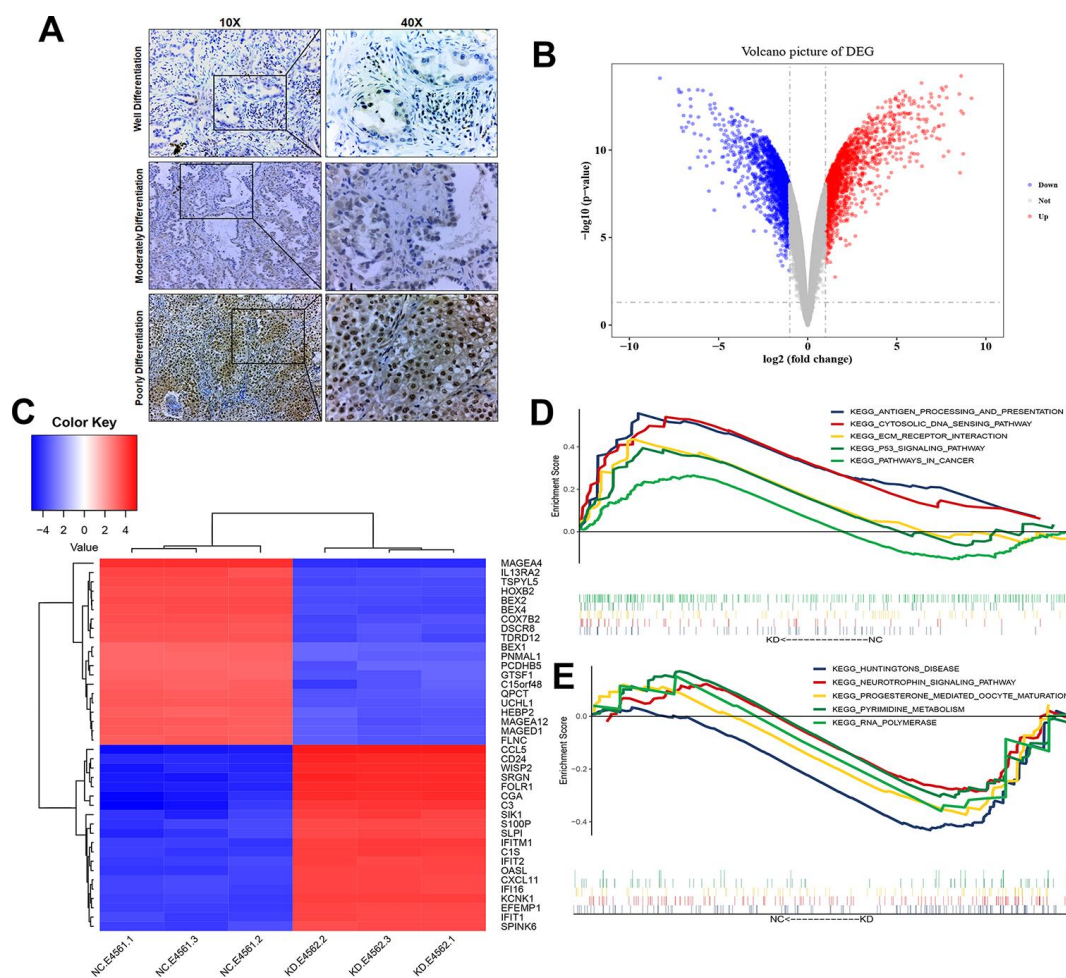 A
10X
40X
Well Differentiation
Moderately Differentiation
Poorly Differentiation
B
Volcano picture of DEG
−log10 (p−value)
10
5
0
−10
−5
0
5
10
log2 (fold change)
Down
Not
Up
C
Color Key
−4
−2
0
2
4
Value
MAGEA4
IL13RA2
TSPYL5
HOXB2
BEX2
BEX4
COX7B2
DSCR8
TDRD12
BEX1
PNMAL1
PCDHB5
GTSF1
C15orf48
QPCT
UCHL1
HEBP2
MAGEA12
MAGED1
FLNC
CCL5
CD24
WISP2
SRGN
FOLR1
CGA
C3
SIK1
S100P
SLPI
IFITM1
C1S
IFIT2
OASL
CXCL11
IFI16
KCNK1
EFEMP1
IFIT1
SPINK6
NC.E4561.1
NC.E4561.3
NC.E4561.2
KD.E4562.2
KD.E4562.3
KD.E4562.1
D
KEGG_ANTIGEN_PROCESSING_AND_PRESENTATION
KEGG_CYTOSOLIC_DNA_SENSING_PATHWAY
KEGG_ECM_RECEPTOR_INTERACTION
KEGG_P53_SIGNALING_PATHWAY
KEGG_PATHWAYS_IN_CANCER
Enrichment Score
0.4
0.2
0.0
KD<----------------NC
E
KEGG_HUNTINGTONS_DISEASE
KEGG_NEUROTROPHIN_SIGNALING_PATHWAY
KEGG_PROGESTERONE_MEDIATED_OOCYTE_MATURATION
KEGG_PYRIMIDINE_METABOLISM
KEGG_RNA_POLYMERASE
Enrichment Score
0.0
−0.2
−0.4
NC<----------------KD